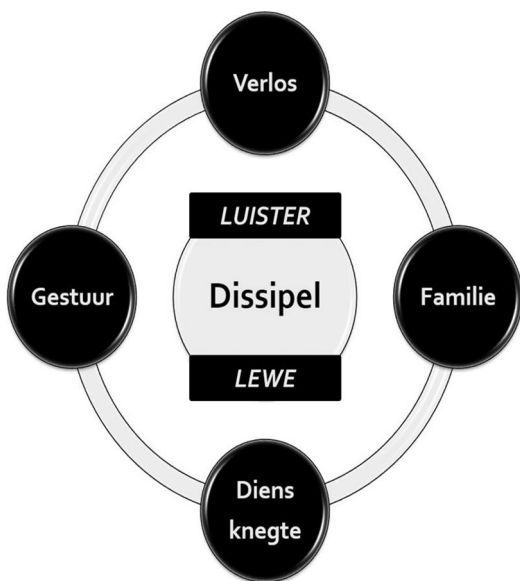 Verlos
LUISTER
Gestuur
Dissipel
Familie
LEWE
Diens
knegte